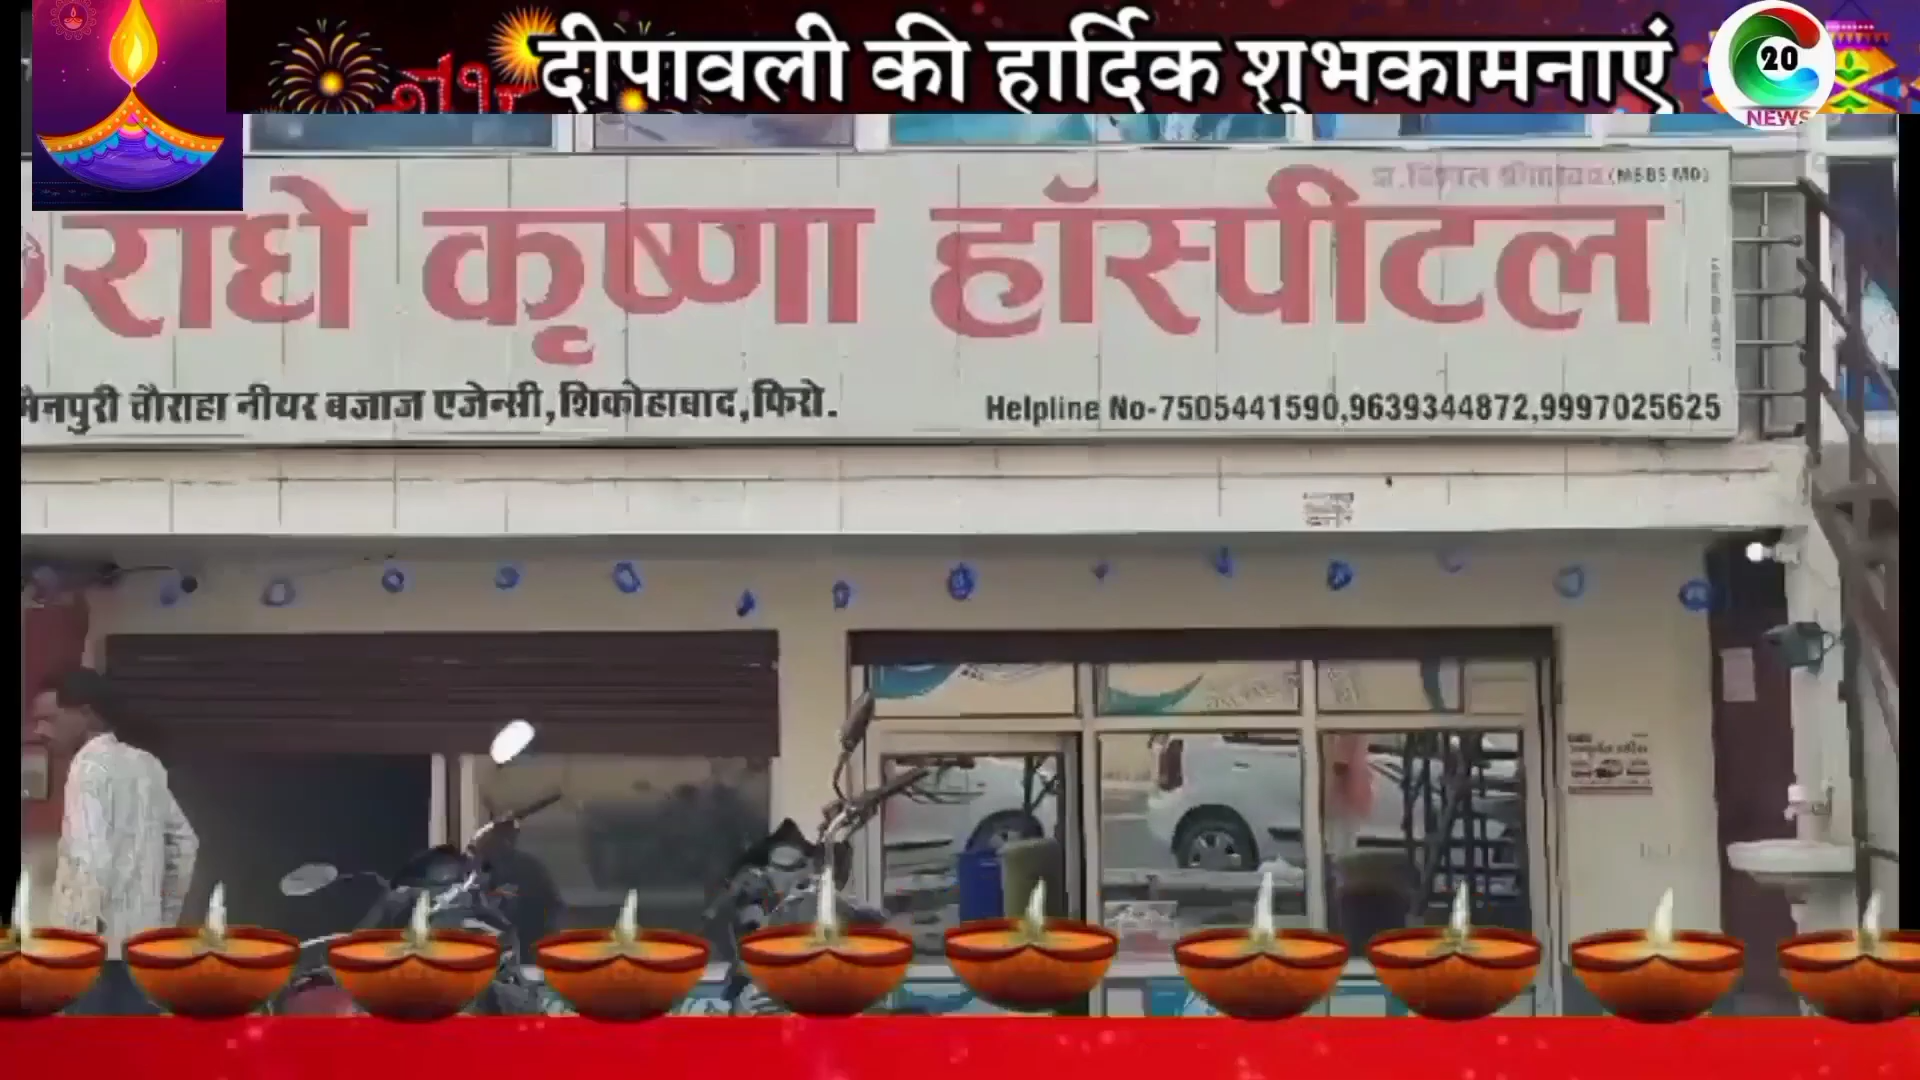 दीपावली की हार्दिक शुभकामनाएं
20
NEWS
(MBBS MD)
राधे कृष्णा हॉस्पीटल
मैनपुरी चौराहा नीयर बजाज एजेन्सी,शिकोहाबाद,फिरो.
Helpline No-7505441590,9639344872,9997025625